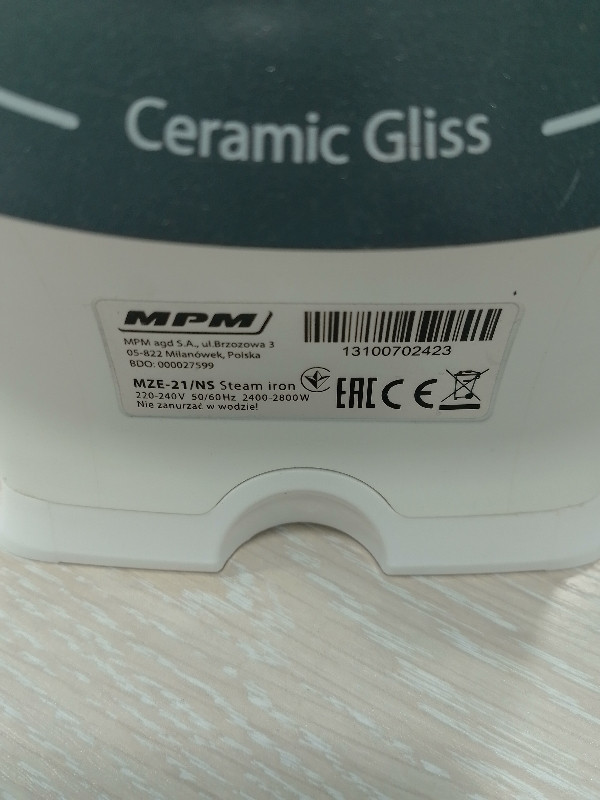 Ceramic Gliss
MPM
MPM agd S.A., ul.Brzozowa 3
05-822 Milanówek, Polska
BDO: 000027599
13100702423
MZE-21/NS Steam iron
220-240V 50/60Hz 2400-2800W
Nie zanurzać w wodzie!
EAC CE